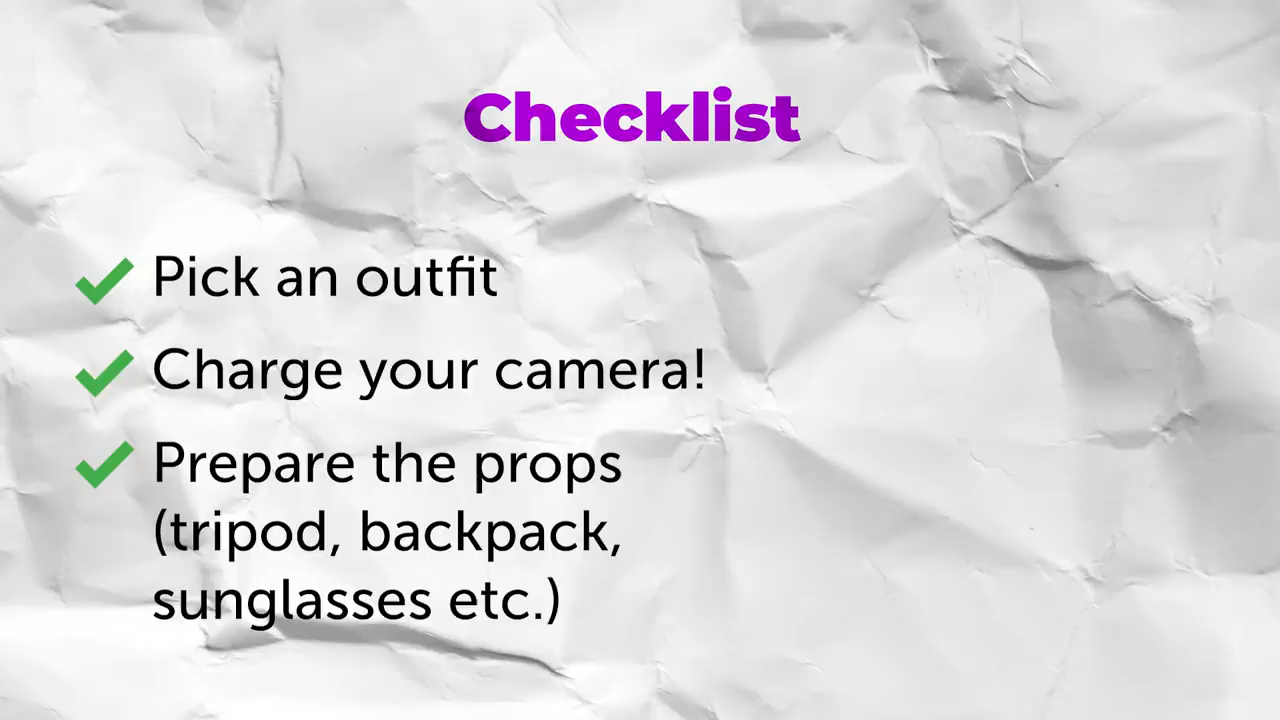 Checklist
Pick an outfit
Charge your camera!
Prepare the props
(tripod, backpack,
sunglasses etc.)